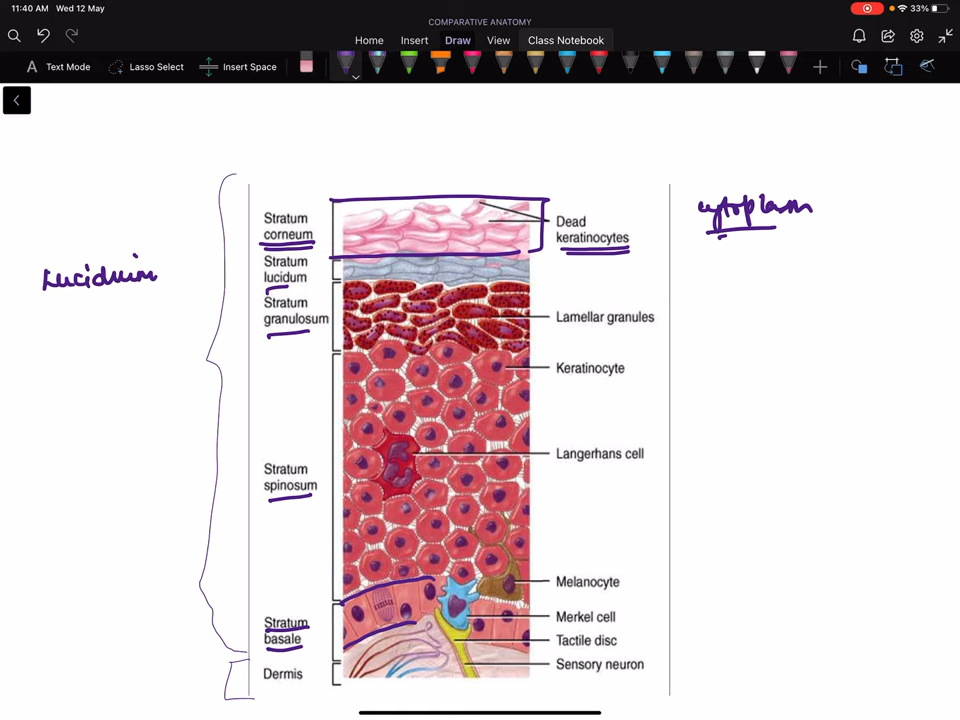 11:40 AM Wed 12 May
33%
COMPARATIVE ANATOMY
Home Insert Draw View Class Notebook
Text Mode Lasso Select Insert Space
Stratum
corneum
Stratum
lucidum
Stratum
granulosum
Stratum
spinosum
Stratum
basale
Dermis
Dead
keratinocytes
Lamellar granules
Keratinocyte
Langerhans cell
Melanocyte
Merkel cell
Tactile disc
Sensory neuron
cytoplasm